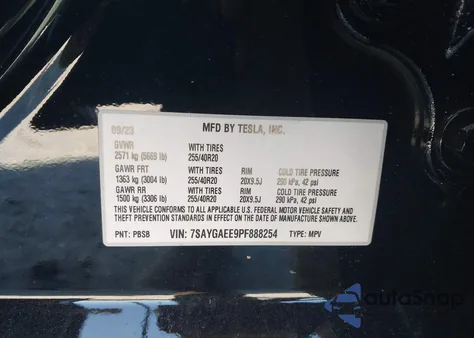 09/23 MFD BY TESLA, INC.
GVWR WITH TIRES
2571 kg (5669 lb) 255/40R20
GAWR FRT WITH TIRES RIM COLD TIRE PRESSURE
1363 kg (3004 lb) 255/40R20 20X9.5J 290 kPa, 42 psi
GAWR RR WITH TIRES RIM COLD TIRE PRESSURE
1500 kg (3306 lb) 255/40R20 20X9.5J 290 kPa, 42 psi
THIS VEHICLE CONFORMS TO ALL APPLICABLE U.S. FEDERAL MOTOR VEHICLE SAFETY AND
THEFT PREVENTION STANDARDS IN EFFECT ON THE DATE OF MANUFACTURE SHOWN ABOVE.
PNT: PBSB VIN: 7SAYGAEE9PF888254 TYPE: MPV
autoSnap